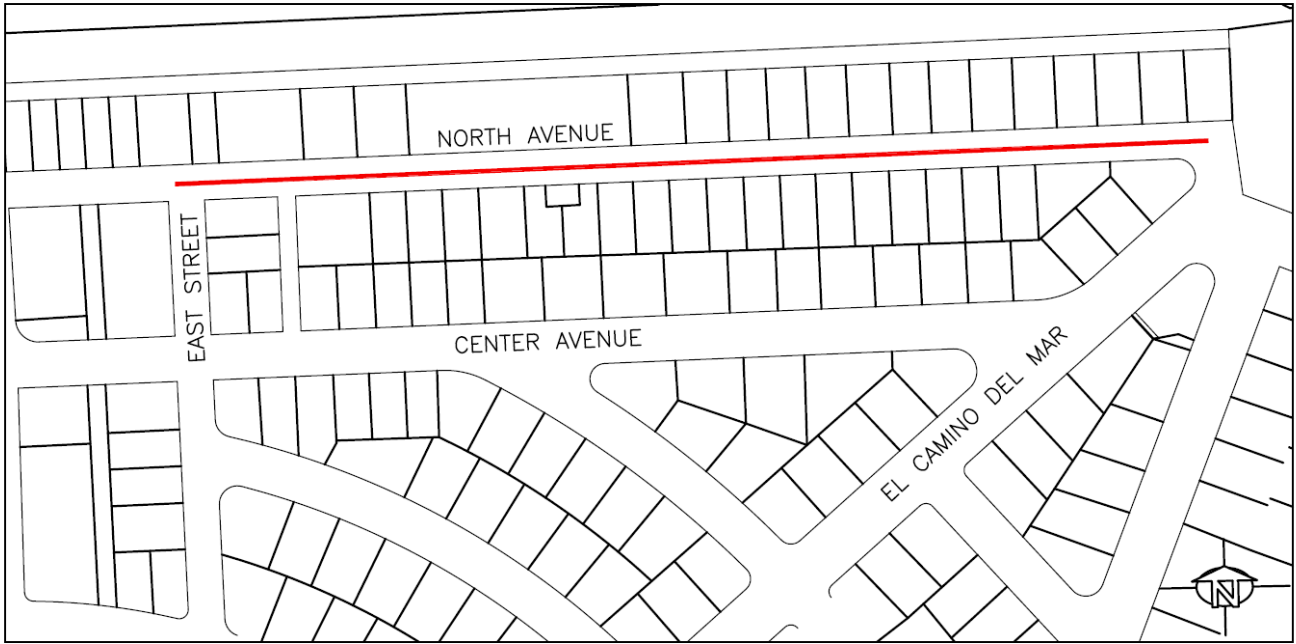 NORTH AVENUE
EAST STREET
CENTER AVENUE
EL CAMINO DEL MAR
N